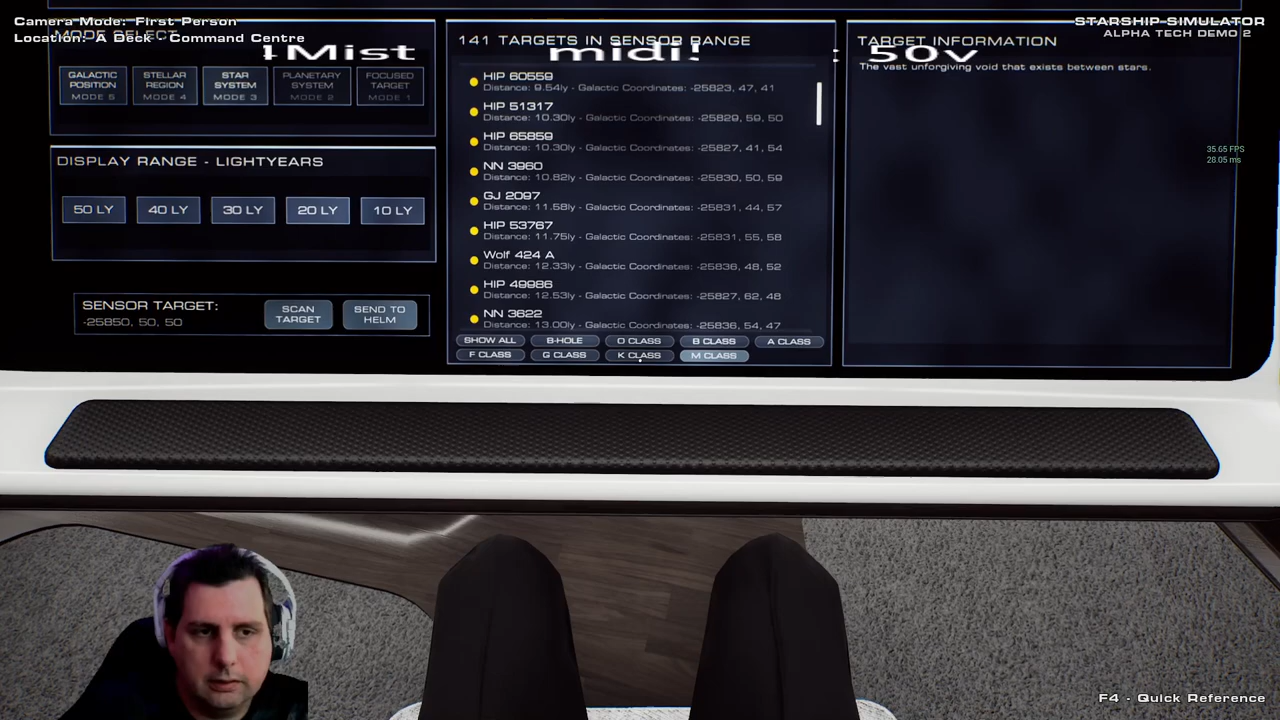 Camera Mode: First Person
Location: A Deck - Command Centre
STARSHIP SIMULATOR
ALPHA TECH DEMO 2
MODE SELECT
Mist midi! : 50v
GALACTIC POSITION MODE 5
STELLAR REGION MODE 4
STAR SYSTEM MODE 3
PLANETARY SYSTEM MODE 2
FOCUSED TARGET MODE 1
DISPLAY RANGE - LIGHTYEARS
50 LY 40 LY 30 LY 20 LY 10 LY
SENSOR TARGET:
-25850, 50, 50
SCAN TARGET
SEND TO HELM
141 TARGETS IN SENSOR RANGE
HIP 60559
Distance: 9.54ly - Galactic Coordinates: -25823, 47, 41
HIP 51317
Distance: 10.30ly - Galactic Coordinates: -25829, 59, 50
HIP 65859
Distance: 10.30ly - Galactic Coordinates: -25827, 41, 54
NN 3960
Distance: 10.82ly - Galactic Coordinates: -25830, 50, 59
GJ 2097
Distance: 11.58ly - Galactic Coordinates: -25831, 44, 57
HIP 53767
Distance: 11.75ly - Galactic Coordinates: -25831, 55, 58
Wolf 424 A
Distance: 12.33ly - Galactic Coordinates: -25836, 48, 52
HIP 49986
Distance: 12.53ly - Galactic Coordinates: -25827, 62, 48
NN 3622
Distance: 13.00ly - Galactic Coordinates: -25836, 54, 47
SHOW ALL B-HOLE O CLASS B CLASS A CLASS
F CLASS G CLASS K CLASS M CLASS
TARGET INFORMATION
The vast unforgiving void that exists between stars.
35.65 FPS
28.05 ms
F4 - Quick Reference